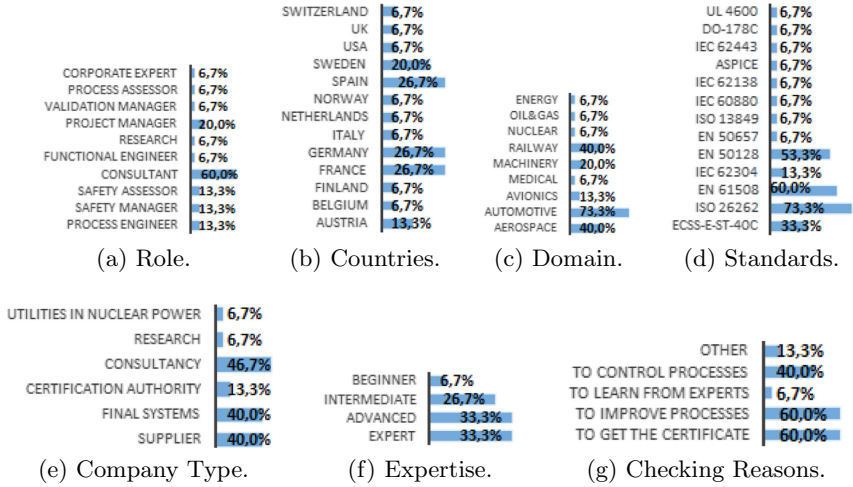 CORPORATE EXPERT 6,7%
PROCESS ASSESSOR 6,7%
VALIDATION MANAGER 6,7%
PROJECT MANAGER 20,0%
RESEARCH 6,7%
FUNCTIONAL ENGINEER 6,7%
CONSULTANT 60,0%
SAFETY ASSESSOR 13,3%
SAFETY MANAGER 13,3%
PROCESS ENGINEER 13,3%
(a) Role.
SWITZERLAND 6,7%
UK 6,7%
USA 6,7%
SWEDEN 20,0%
SPAIN 26,7%
NORWAY 6,7%
NETHERLANDS 6,7%
ITALY 6,7%
GERMANY 26,7%
FRANCE 26,7%
FINLAND 6,7%
BELGIUM 6,7%
AUSTRIA 13,3%
(b) Countries.
ENERGY 6,7%
OIL&GAS 6,7%
NUCLEAR 6,7%
RAILWAY 40,0%
MACHINERY 20,0%
MEDICAL 6,7%
AVIONICS 13,3%
AUTOMOTIVE 73,3%
AEROSPACE 40,0%
(c) Domain.
UL 4600 6,7%
DO-178C 6,7%
IEC 62443 6,7%
ASPICE 6,7%
IEC 62138 6,7%
IEC 60880 6,7%
ISO 13849 6,7%
EN 50657 6,7%
EN 50128 53,3%
IEC 62304 13,3%
EN 61508 60,0%
ISO 26262 73,3%
ECSS-E-ST-40C 33,3%
(d) Standards.
UTILITIES IN NUCLEAR POWER 6,7%
RESEARCH 6,7%
CONSULTANCY 46,7%
CERTIFICATION AUTHORITY 13,3%
FINAL SYSTEMS 40,0%
SUPPLIER 40,0%
(e) Company Type.
BEGINNER 6,7%
INTERMEDIATE 26,7%
ADVANCED 33,3%
EXPERT 33,3%
(f) Expertise.
OTHER 13,3%
TO CONTROL PROCESSES 40,0%
TO LEARN FROM EXPERTS 6,7%
TO IMPROVE PROCESSES 60,0%
TO GET THE CERTIFICATE 60,0%
(g) Checking Reasons.